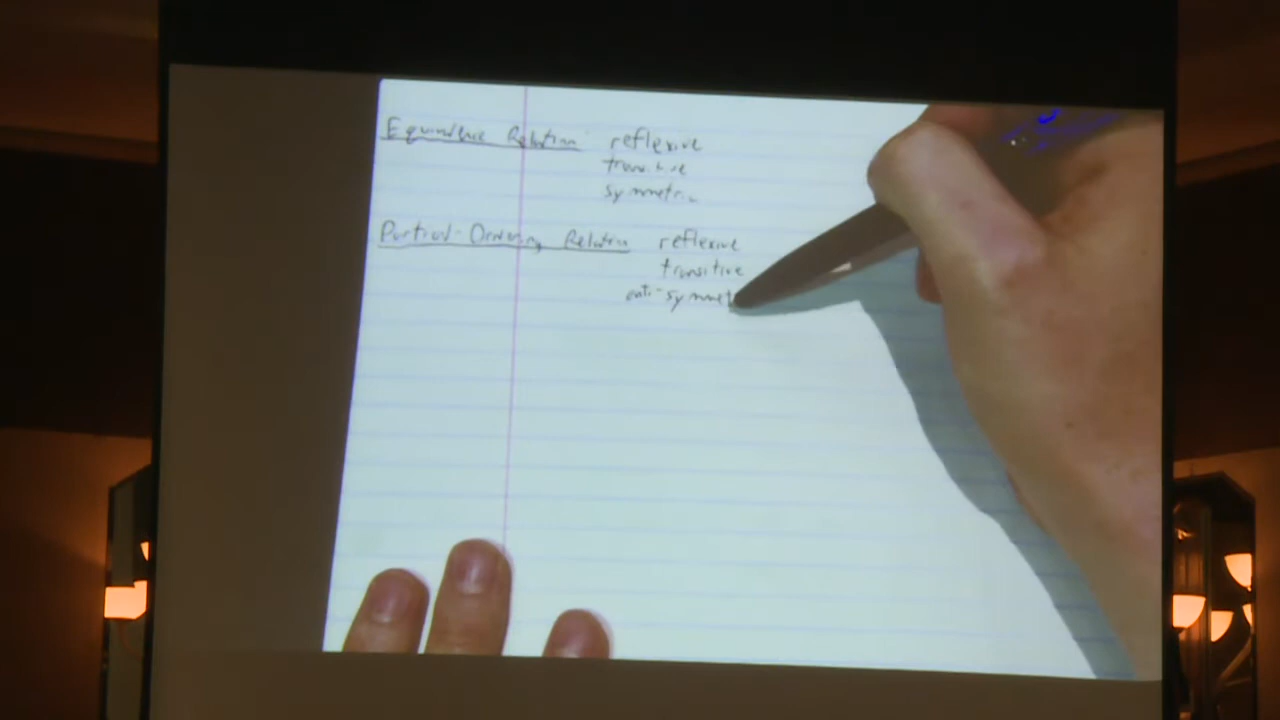 Equivalence Relation reflexive
transitive
symmetric
Partial-Ordering Relation reflexive
transitive
anti-symmet